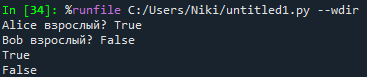 In [34]: %runfile C:/Users/Niki/untitled1.py --wdir
Alice взрослый? True
Bob взрослый? False
True
False